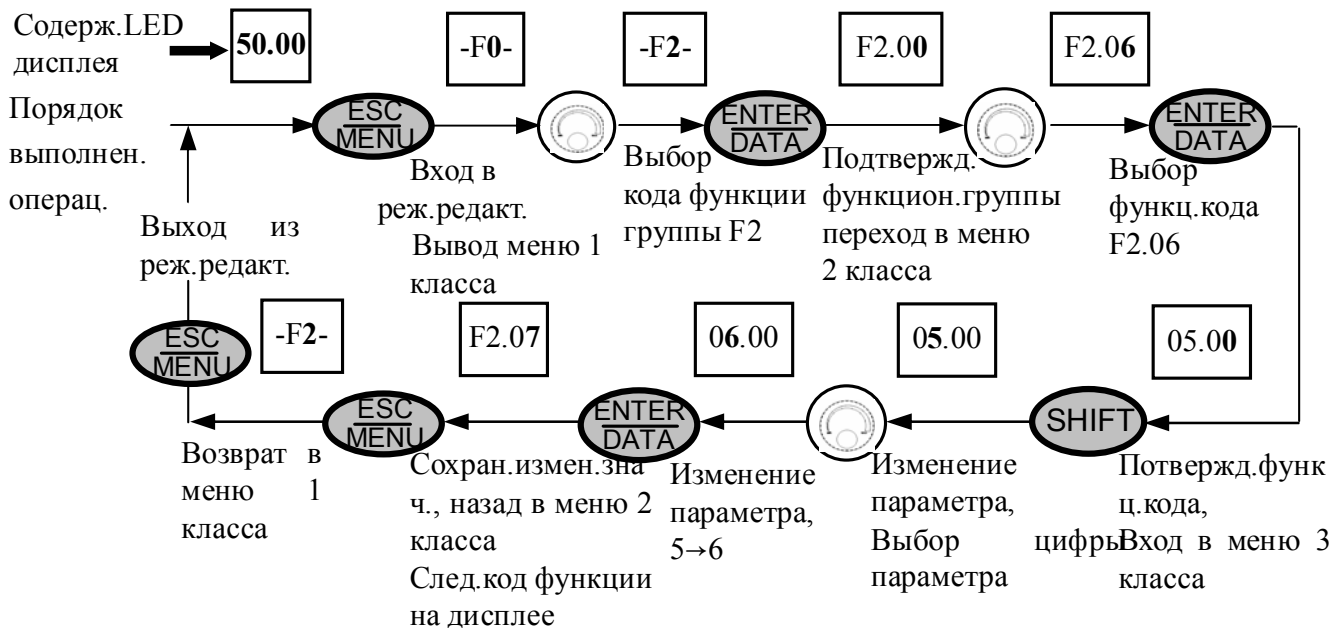 Содерж.LED
дисплея
50.00
-F0-
-F2-
F2.00
F2.06
Порядок
выполнен.
операц.
ESC
MENU
ENTER
DATA
ENTER
DATA
Вход в
реж.редакт.
Вывод меню 1
класса
Выбор
кода функции
группы F2
Подтвержд.
функцион.группы
переход в меню
2 класса
Выбор
функц.кода
F2.06
Выход из
реж.редакт.
-F2-
F2.07
06.00
05.00
05.00
ESC
MENU
ESC
MENU
ENTER
DATA
SHIFT
Возврат в
меню 1
класса
Сохран.измен.зна
ч., назад в меню 2
класса
След.код функции
на дисплее
Изменение
параметра,
5→6
Изменение
параметра,
Выбор цифры
параметра
Потвержд.функ
ц.кода,
Вход в меню 3
класса